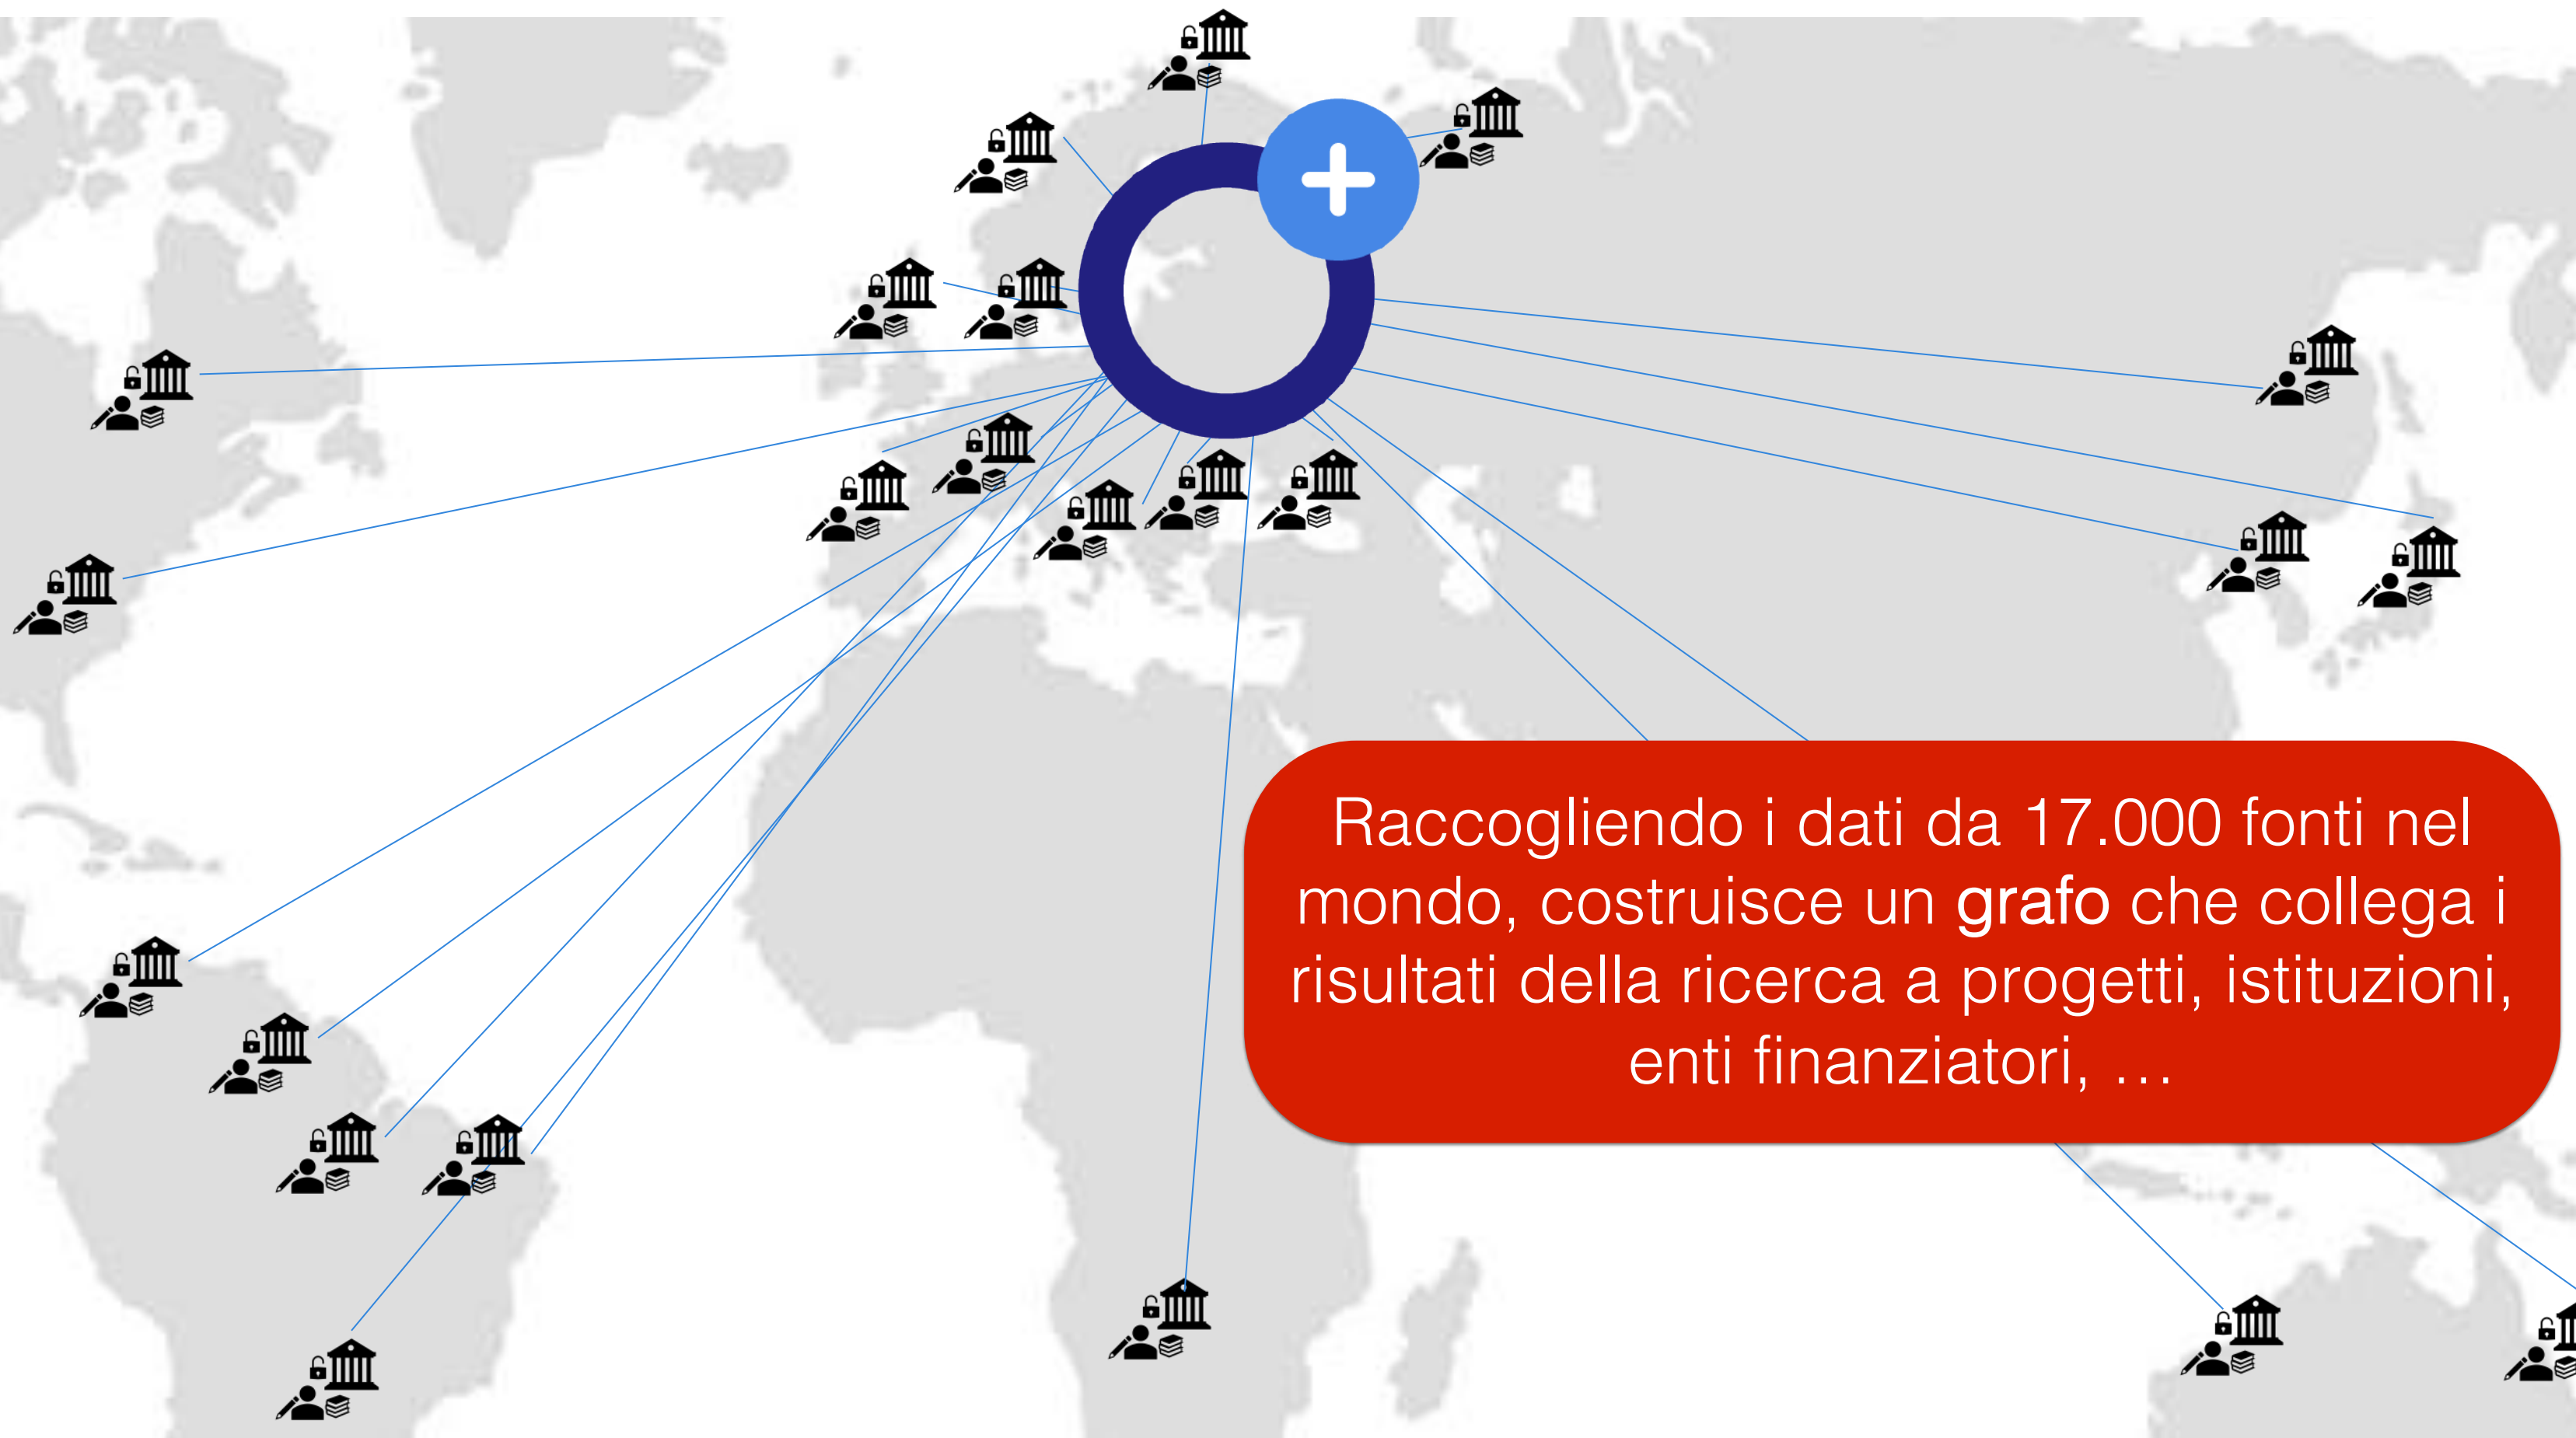 Raccogliendo i dati da 17.000 fonti nel
mondo, costruisce un grafo che collega i
risultati della ricerca a progetti, istituzioni,
enti finanziatori, …